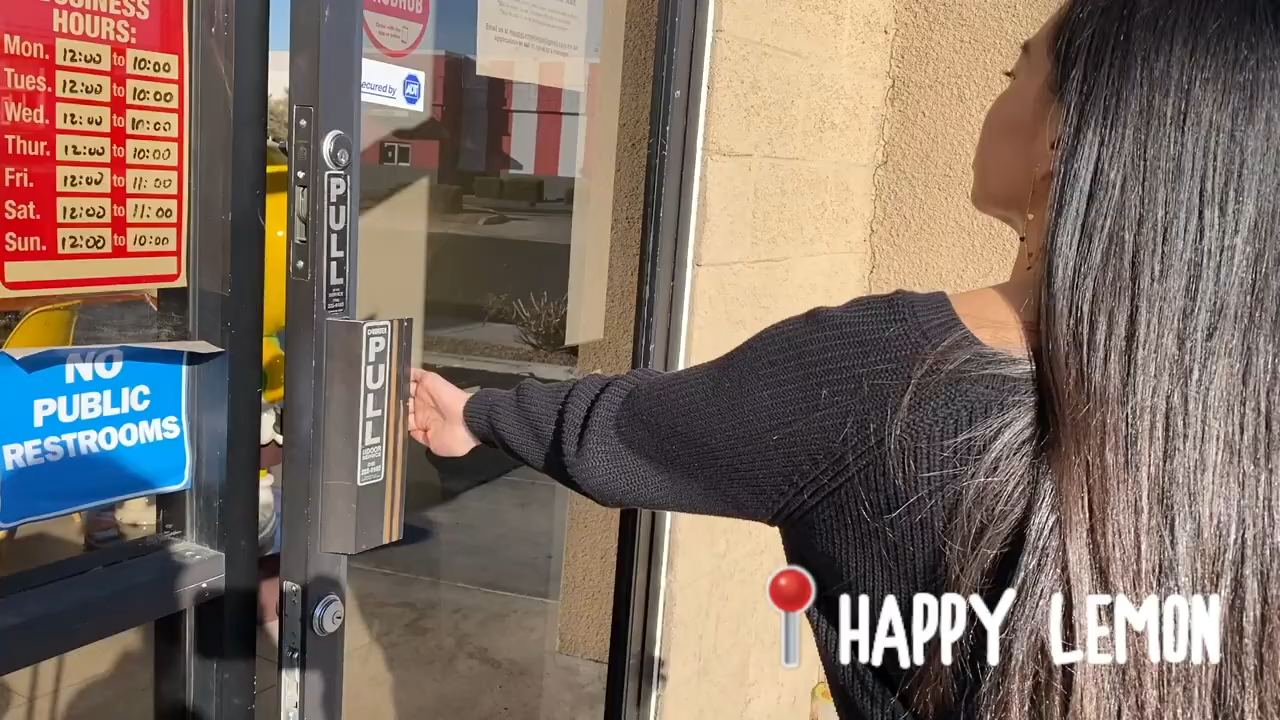 BUSINESS
HOURS:
Mon. 12:00 to 10:00
Tues. 12:00 to 10:00
Wed. 12:00 to 10:00
Thur. 12:00 to 10:00
Fri. 12:00 to 11:00
Sat. 12:00 to 11:00
Sun. 12:00 to 10:00
NO
PUBLIC
RESTROOMS
secured by ADT
PULL
PULL
HAPPY LEMON